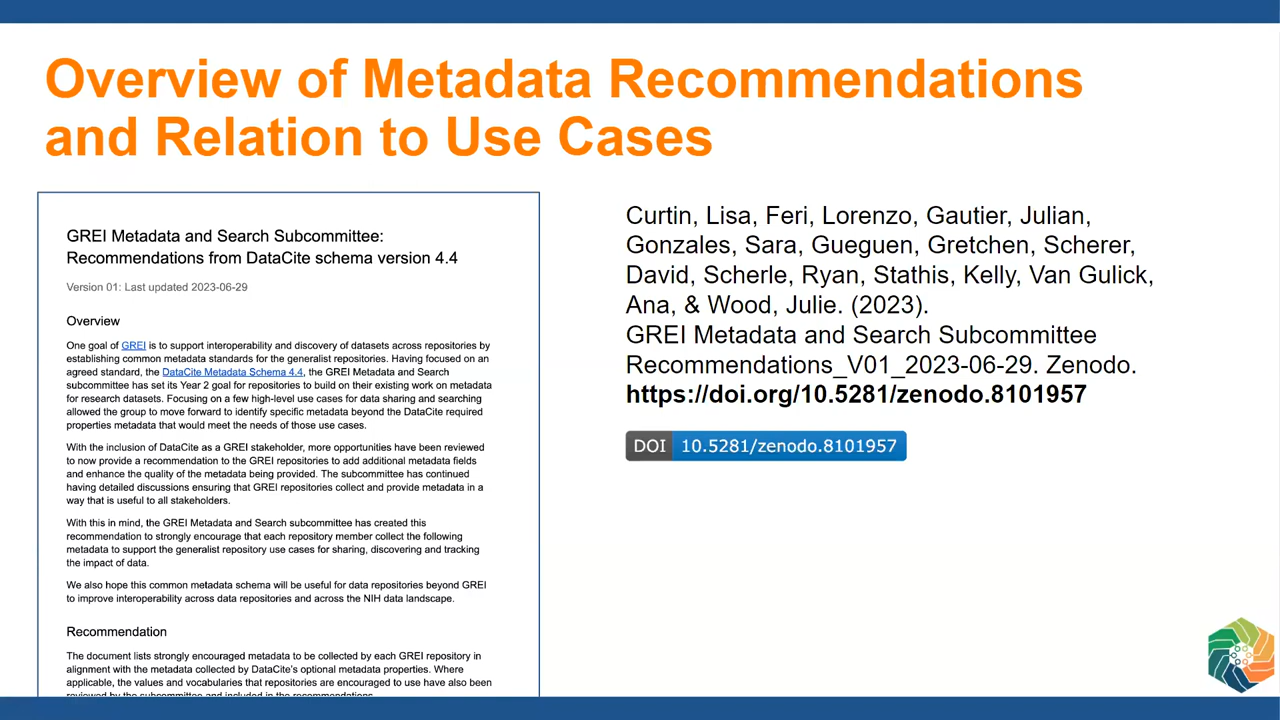 Overview of Metadata Recommendations
and Relation to Use Cases
GREI Metadata and Search Subcommittee:
Recommendations from DataCite schema version 4.4
Version 01: Last updated 2023-06-29
Overview
One goal of GREI is to support interoperability and discovery of datasets across repositories by
establishing common metadata standards for the generalist repositories. Having focused on an
agreed standard, the DataCite Metadata Schema 4.4, the GREI Metadata and Search
subcommittee has set its Year 2 goal for repositories to build on their existing work on metadata
for research datasets. Focusing on a few high-level use cases for data sharing and searching
allowed the group to move forward to identify specific metadata beyond the DataCite required
properties metadata that would meet the needs of those use cases.
With the inclusion of DataCite as a GREI stakeholder, more opportunities have been reviewed
to now provide a recommendation to the GREI repositories to add additional metadata fields
and enhance the quality of the metadata being provided. The subcommittee has continued
having detailed discussions ensuring that GREI repositories collect and provide metadata in a
way that is useful to all stakeholders.
With this in mind, the GREI Metadata and Search subcommittee has created this
recommendation to strongly encourage that each repository member collect the following
metadata to support the generalist repository use cases for sharing, discovering and tracking
the impact of data.
We also hope this common metadata schema will be useful for data repositories beyond GREI
to improve interoperability across data repositories and across the NIH data landscape.
Recommendation
The document lists strongly encouraged metadata to be collected by each GREI repository in
alignment with the metadata collected by DataCite's optional metadata properties. Where
applicable, the values and vocabularies that repositories are encouraged to use have also been
reviewed by the subcommittee and included in the recommendations.
Curtin, Lisa, Feri, Lorenzo, Gautier, Julian,
Gonzales, Sara, Gueguen, Gretchen, Scherer,
David, Scherle, Ryan, Stathis, Kelly, Van Gulick,
Ana, & Wood, Julie. (2023).
GREI Metadata and Search Subcommittee
Recommendations_V01_2023-06-29. Zenodo.
https://doi.org/10.5281/zenodo.8101957
DOI 10.5281/zenodo.8101957